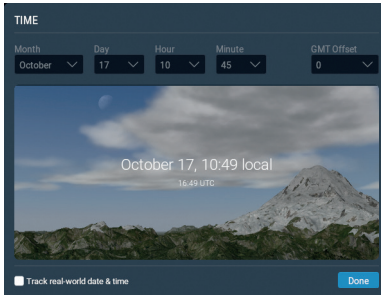 TIME
Month Day Hour Minute GMT Offset
October 17 10 45 0
October 17, 10:49 local
16:49 UTC
Track real-world date & time Done